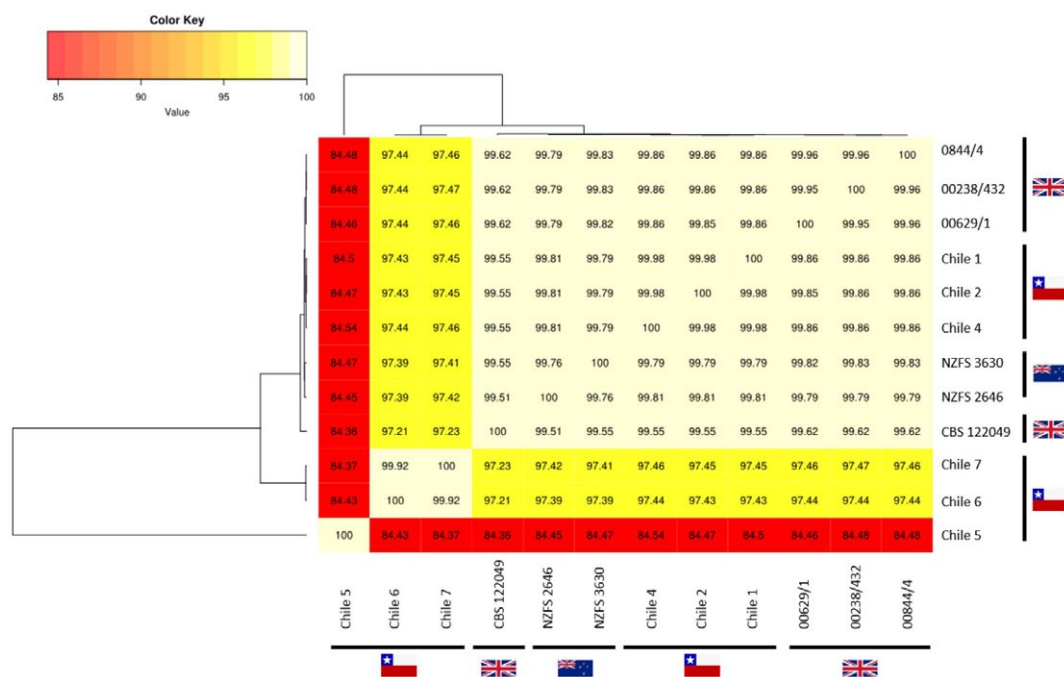 Color Key
85 90 95 100
Value
84.48 97.44 97.46 99.62 99.79 99.83 99.86 99.86 99.86 99.96 99.96 100 0844/4
84.48 97.44 97.47 99.62 99.79 99.83 99.86 99.86 99.86 99.95 100 99.96 00238/432
84.46 97.44 97.46 99.62 99.79 99.82 99.86 99.85 99.86 100 99.95 99.96 00629/1
84.5 97.43 97.45 99.55 99.81 99.79 99.98 99.98 100 99.86 99.86 99.86 Chile 1
84.47 97.43 97.45 99.55 99.81 99.79 99.98 100 99.98 99.85 99.86 99.86 Chile 2
84.54 97.44 97.46 99.55 99.81 99.79 100 99.98 99.98 99.86 99.86 99.86 Chile 4
84.47 97.39 97.41 99.55 99.76 100 99.79 99.79 99.79 99.82 99.83 99.83 NZFS 3630
84.45 97.39 97.42 99.51 100 99.76 99.81 99.81 99.81 99.79 99.79 99.79 NZFS 2646
84.36 97.21 97.23 100 99.51 99.55 99.55 99.55 99.55 99.62 99.62 99.62 CBS 122049
84.37 99.92 100 97.23 97.42 97.41 97.46 97.45 97.45 97.46 97.47 97.46 Chile 7
84.43 100 99.92 97.21 97.39 97.39 97.44 97.43 97.43 97.44 97.44 97.44 Chile 6
100 84.43 84.37 84.36 84.45 84.47 84.54 84.47 84.5 84.46 84.48 84.48 Chile 5
Chile 5
Chile 6
Chile 7
CBS 122049
NZFS 2646
NZFS 3630
Chile 4
Chile 2
Chile 1
00629/1
00238/432
00844/4